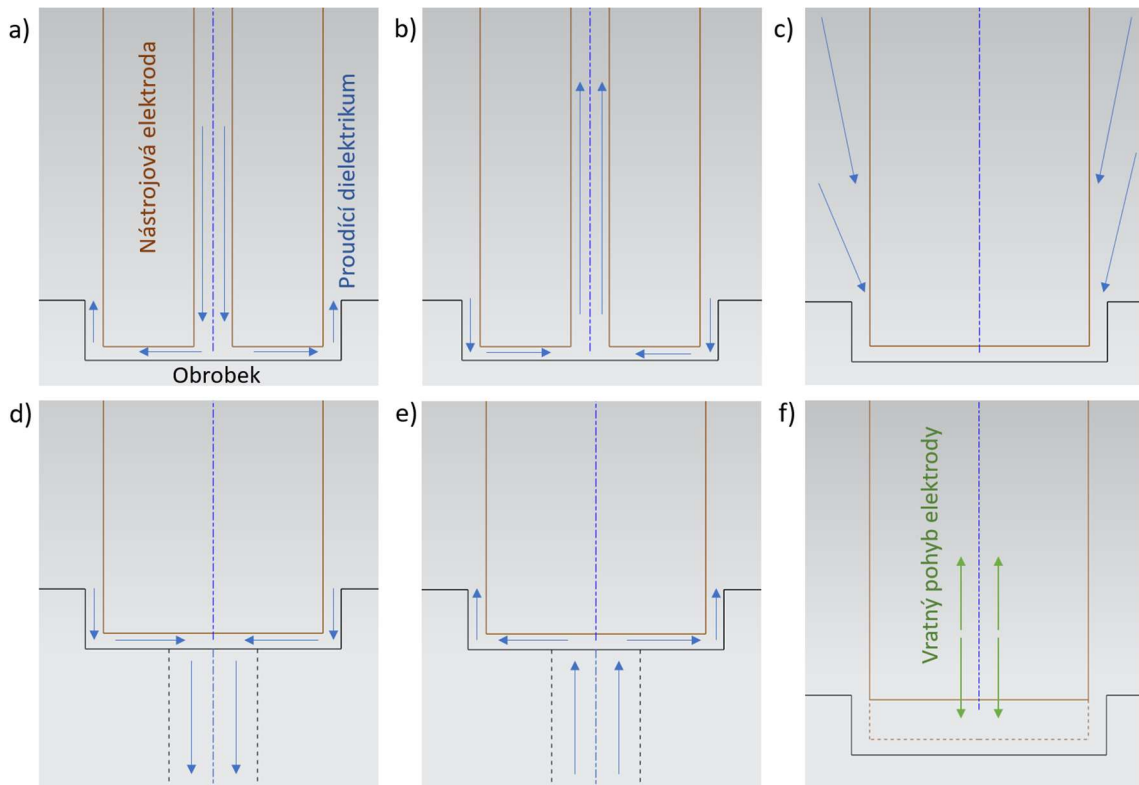 a)
Nástrojová elektroda
Proudící dielektrikum
Obrobek
b)
c)
d)
e)
f)
Vratný pohyb elektrody